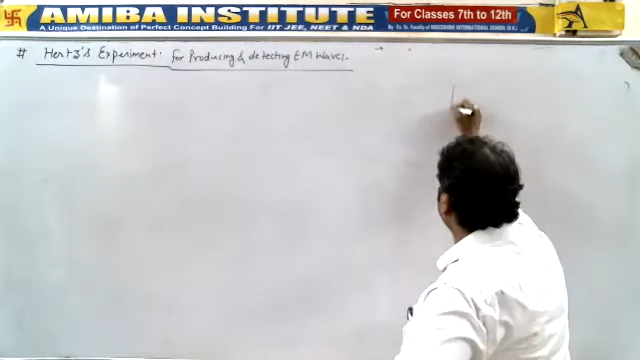 AMIBA INSTITUTE
A Unique Destination of Perfect Concept Building For IIT JEE, NEET & NDA
For Classes 7th to 12th
# Hertz's Experiment: for Producing & detecting EM Waves.